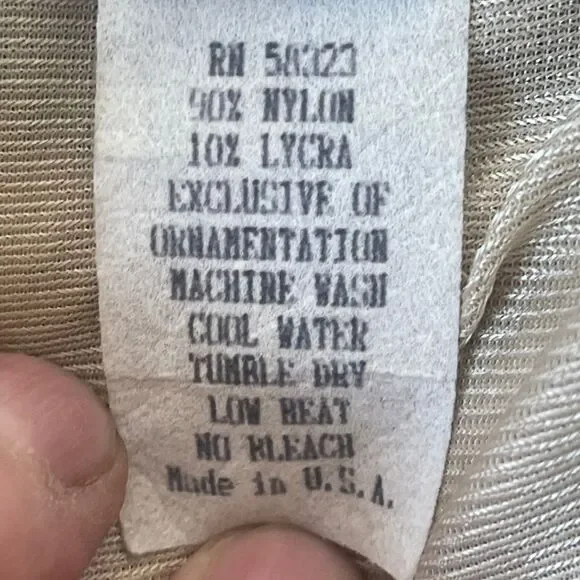 RN 58323
90% NYLON
10% LYCRA
EXCLUSIVE OF
ORNAMENTATION
MACHINE WASH
COOL WATER
TUMBLE DRY
LOW HEAT
NO BLEACH
Made in U.S.A.